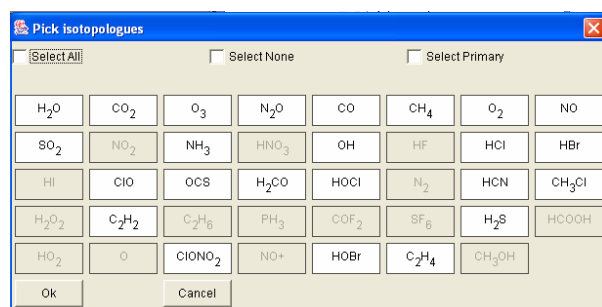 Pick isotopologues
Select All Select None Select Primary
H₂O CO₂ O₃ N₂O CO CH₄ O₂ NO
SO₂ NO₂ NH₃ HNO₃ OH HF HCl HBr
HI ClO OCS H₂CO HOCl N₂ HCN CH₃Cl
H₂O₂ C₂H₂ C₂H₆ PH₃ COF₂ SF₆ H₂S HCOOH
HO₂ O ClONO₂ NO+ HOBr C₂H₄ CH₃OH
Ok Cancel